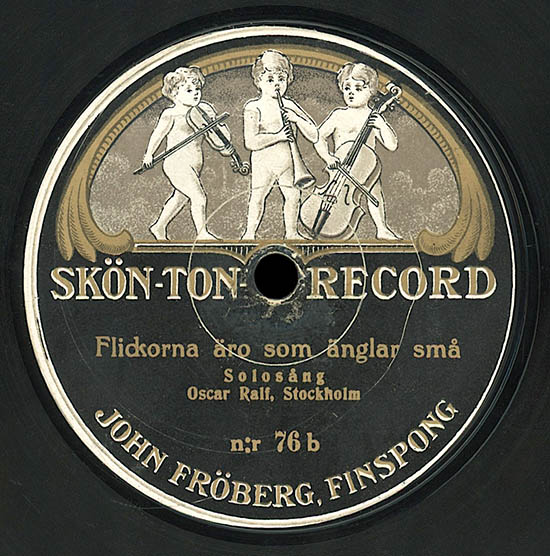 SKÖN-TON-RECORD
Flickorna äro som änglar små
Solosång
Oscar Ralf, Stockholm
n:r 76 b
JOHN FRÖBERG, FINSPONG